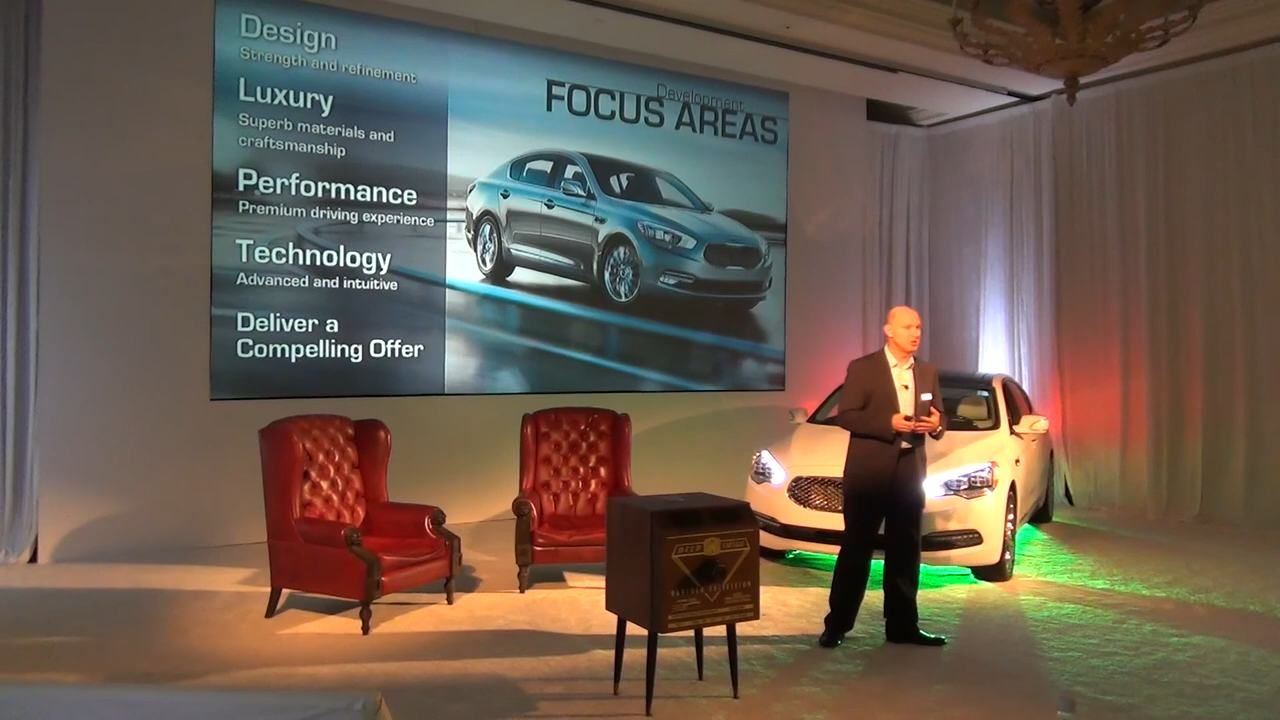 Design
Strength and refinement
Luxury
Superb materials and
craftsmanship
Performance
Premium driving experience
Technology
Advanced and intuitive
Deliver a
Compelling Offer
Development
FOCUS AREAS